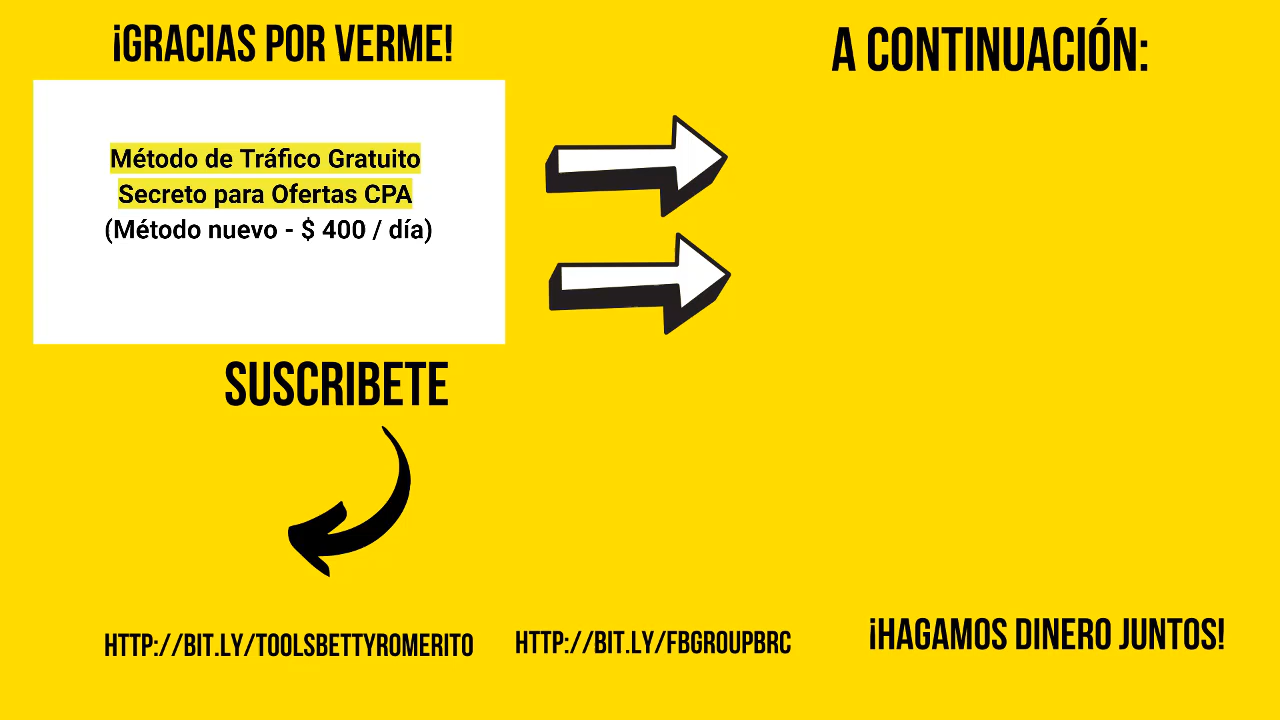 ¡GRACIAS POR VERME!
A CONTINUACIÓN:
Método de Tráfico Gratuito
Secreto para Ofertas CPA
(Método nuevo - $ 400 / día)
SUSCRIBETE
HTTP://BIT.LY/TOOLSBETTYROMERITO
HTTP://BIT.LY/FBGROUPBRC
¡HAGAMOS DINERO JUNTOS!